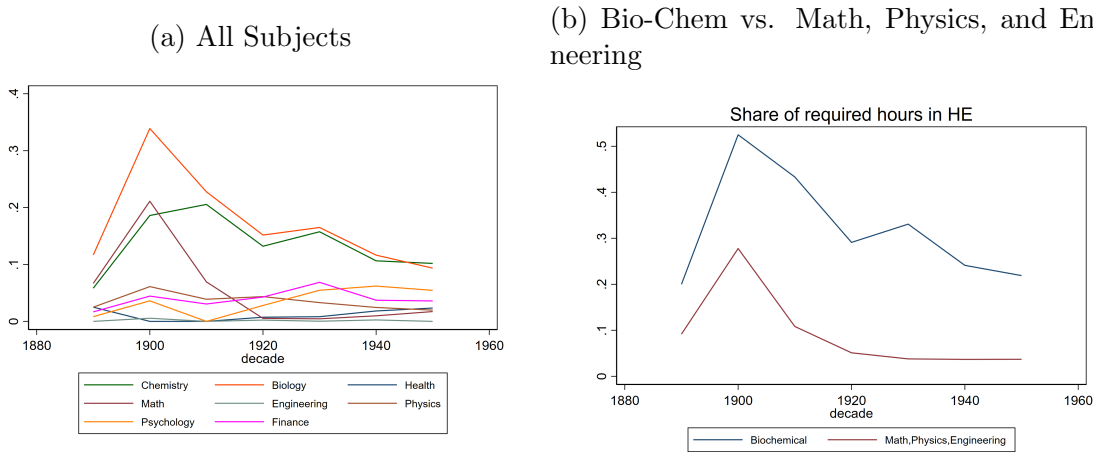 (a) All Subjects
.4
.3
.2
.1
0
1880 1900 1920 1940 1960
decade
Chemistry Biology Health
Math Engineering Physics
Psychology Finance
(b) Bio-Chem vs. Math, Physics, and En
neering
Share of required hours in HE
.5
.4
.3
.2
.1
0
1880 1900 1920 1940 1960
decade
Biochemical Math,Physics,Engineering